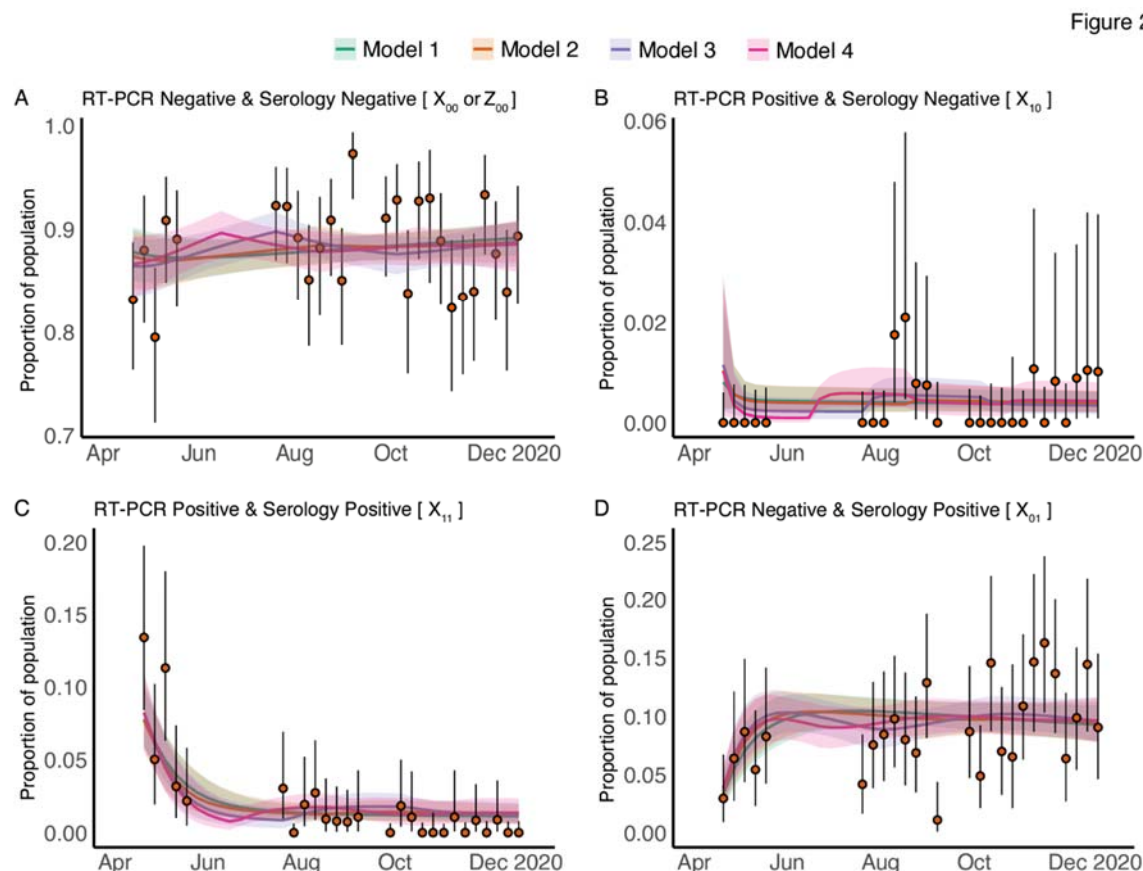 Figure 2
Model 1 Model 2 Model 3 Model 4
A RT-PCR Negative & Serology Negative [ X00 or Z00 ]
Proportion of population
1.0
0.9
0.8
0.7
Apr Jun Aug Oct Dec 2020
B RT-PCR Positive & Serology Negative [ X10 ]
Proportion of population
0.06
0.04
0.02
0.00
Apr Jun Aug Oct Dec 2020
C RT-PCR Positive & Serology Positive [ X11 ]
Proportion of population
0.20
0.15
0.10
0.05
0.00
Apr Jun Aug Oct Dec 2020
D RT-PCR Negative & Serology Positive [ X01 ]
Proportion of population
0.25
0.20
0.15
0.10
0.05
0.00
Apr Jun Aug Oct Dec 2020